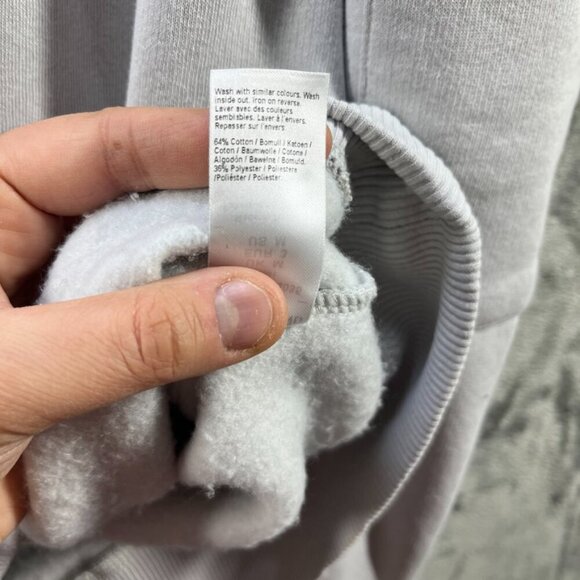 Wash with similar colours. Wash
inside out. Iron on reverse.
Laver avec des couleurs
semblables. Laver à l'envers.
Repasser sur l'envers.
64% Cotton / Bomull / Katoen /
Coton / Baumwolle / Cotone /
Algodón / Bawełna / Bomuld.
36% Polyester / Polyestere
/Poliéster / Poliester.